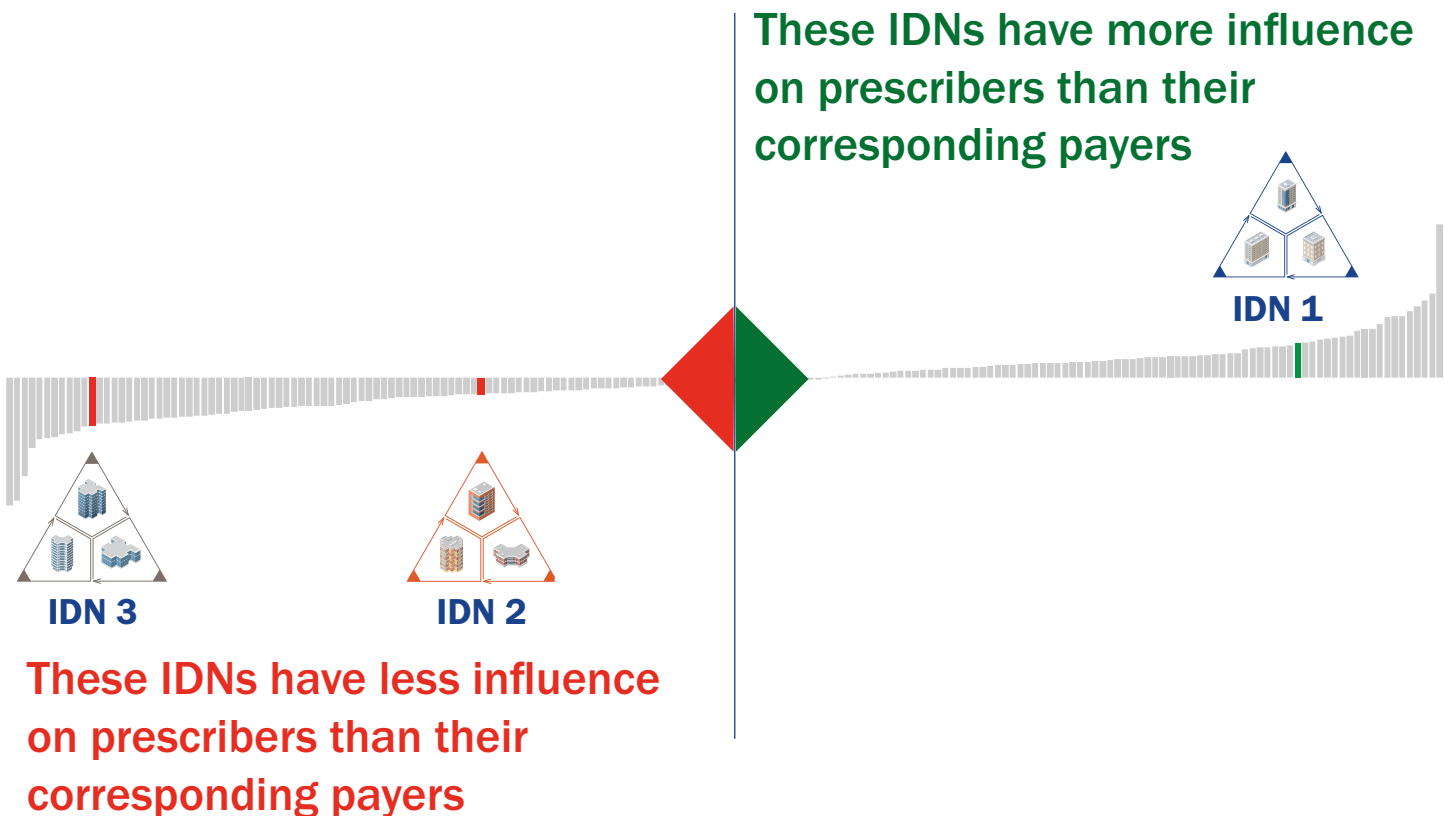 These IDNs have more influence
on prescribers than their
corresponding payers
IDN 1
IDN 3
IDN 2
These IDNs have less influence
on prescribers than their
corresponding payers